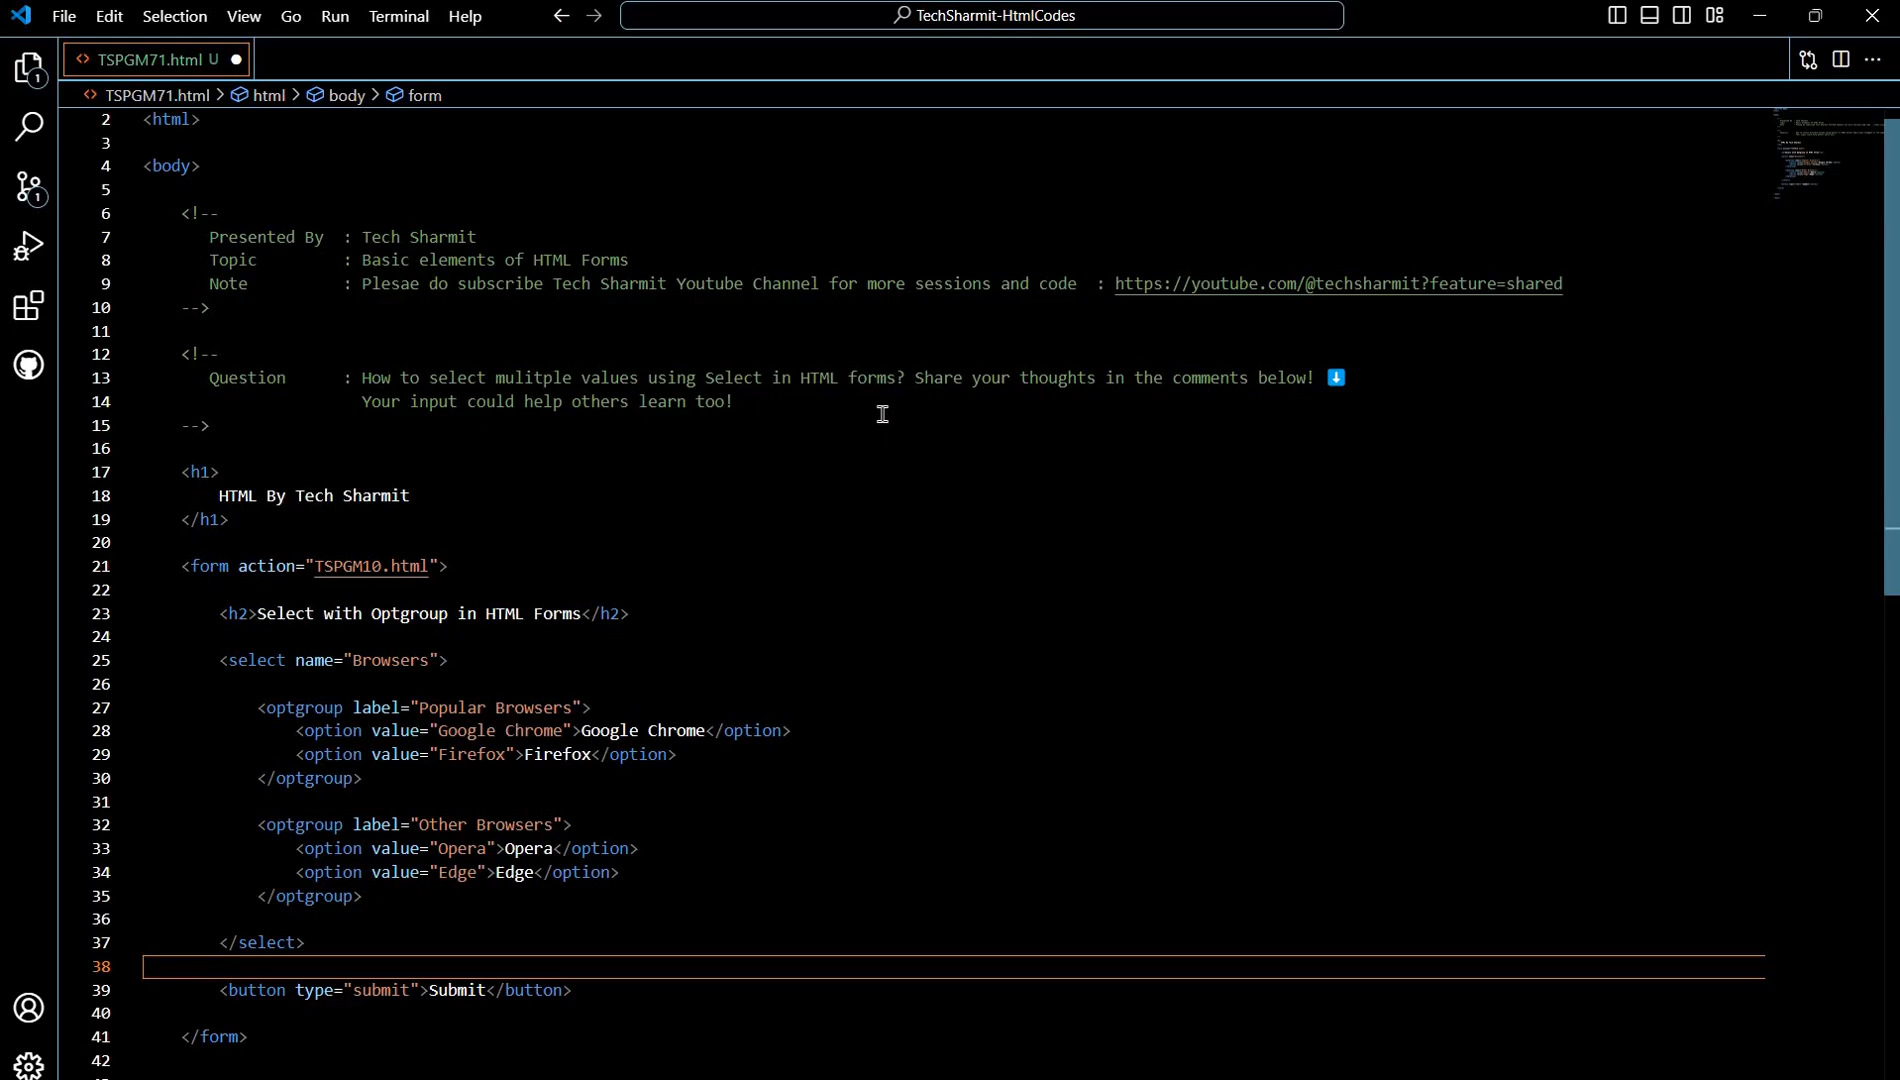 File Edit Selection View Go Run Terminal Help TechSharmit-HtmlCodes
TSPGM71.html U
TSPGM71.html > html > body > form
2 <html>
3
4 <body>
5
6 <!--
7 Presented By : Tech Sharmit
8 Topic : Basic elements of HTML Forms
9 Note : Plesae do subscribe Tech Sharmit Youtube Channel for more sessions and code : https://youtube.com/@techsharmit?feature=shared
10 -->
11
12 <!--
13 Question : How to select mulitple values using Select in HTML forms? Share your thoughts in the comments below! ⬇️
14 Your input could help others learn too!
15 -->
16
17 <h1>
18 HTML By Tech Sharmit
19 </h1>
20
21 <form action="TSPGM10.html">
22
23 <h2>Select with Optgroup in HTML Forms</h2>
24
25 <select name="Browsers">
26
27 <optgroup label="Popular Browsers">
28 <option value="Google Chrome">Google Chrome</option>
29 <option value="Firefox">Firefox</option>
30 </optgroup>
31
32 <optgroup label="Other Browsers">
33 <option value="Opera">Opera</option>
34 <option value="Edge">Edge</option>
35 </optgroup>
36
37 </select>
38
39 <button type="submit">Submit</button>
40
41 </form>
42
1
1